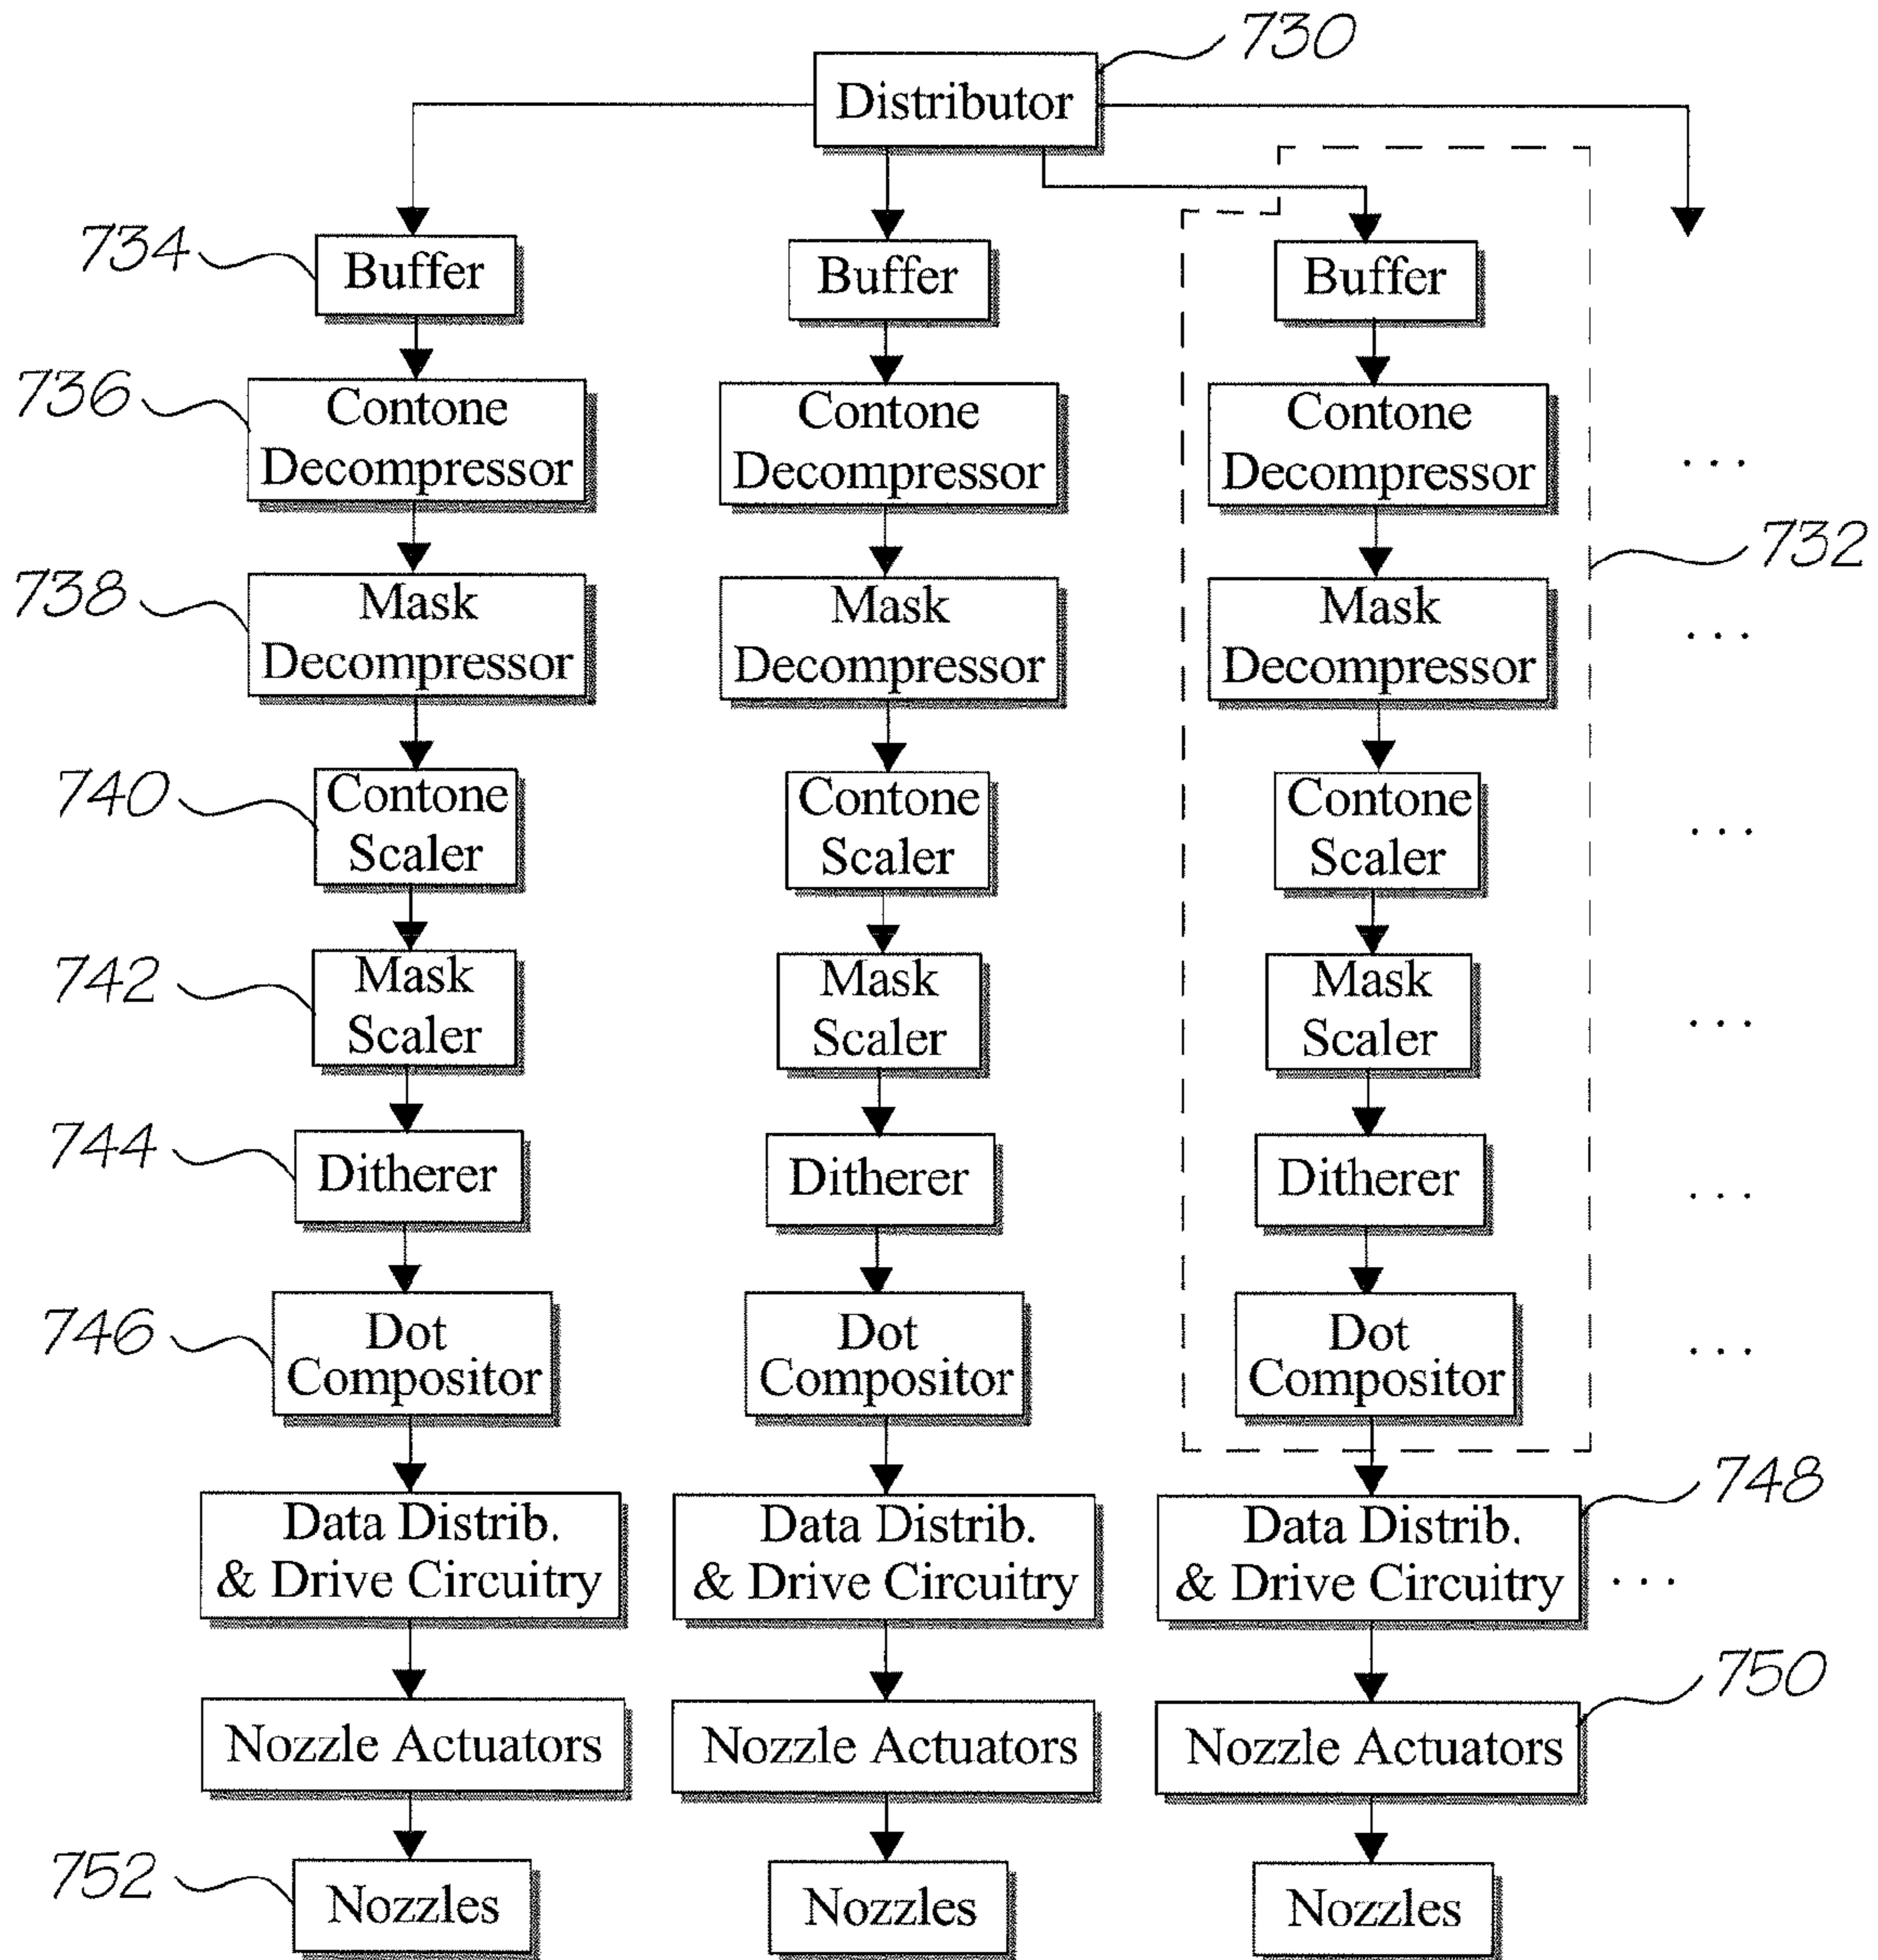 730
Distributor
734
Buffer
Buffer
Buffer
736
Contone
Decompressor
Contone
Decompressor
Contone
Decompressor
...
732
738
Mask
Decompressor
Mask
Decompressor
Mask
Decompressor
...
740
Contone
Scaler
Contone
Scaler
Contone
Scaler
...
742
Mask
Scaler
Mask
Scaler
Mask
Scaler
...
744
Ditherer
Ditherer
Ditherer
...
746
Dot
Compositor
Dot
Compositor
Dot
Compositor
...
748
Data Distrib.
& Drive Circuitry
Data Distrib.
& Drive Circuitry
Data Distrib.
& Drive Circuitry
...
750
Nozzle Actuators
Nozzle Actuators
Nozzle Actuators
752
Nozzles
Nozzles
Nozzles